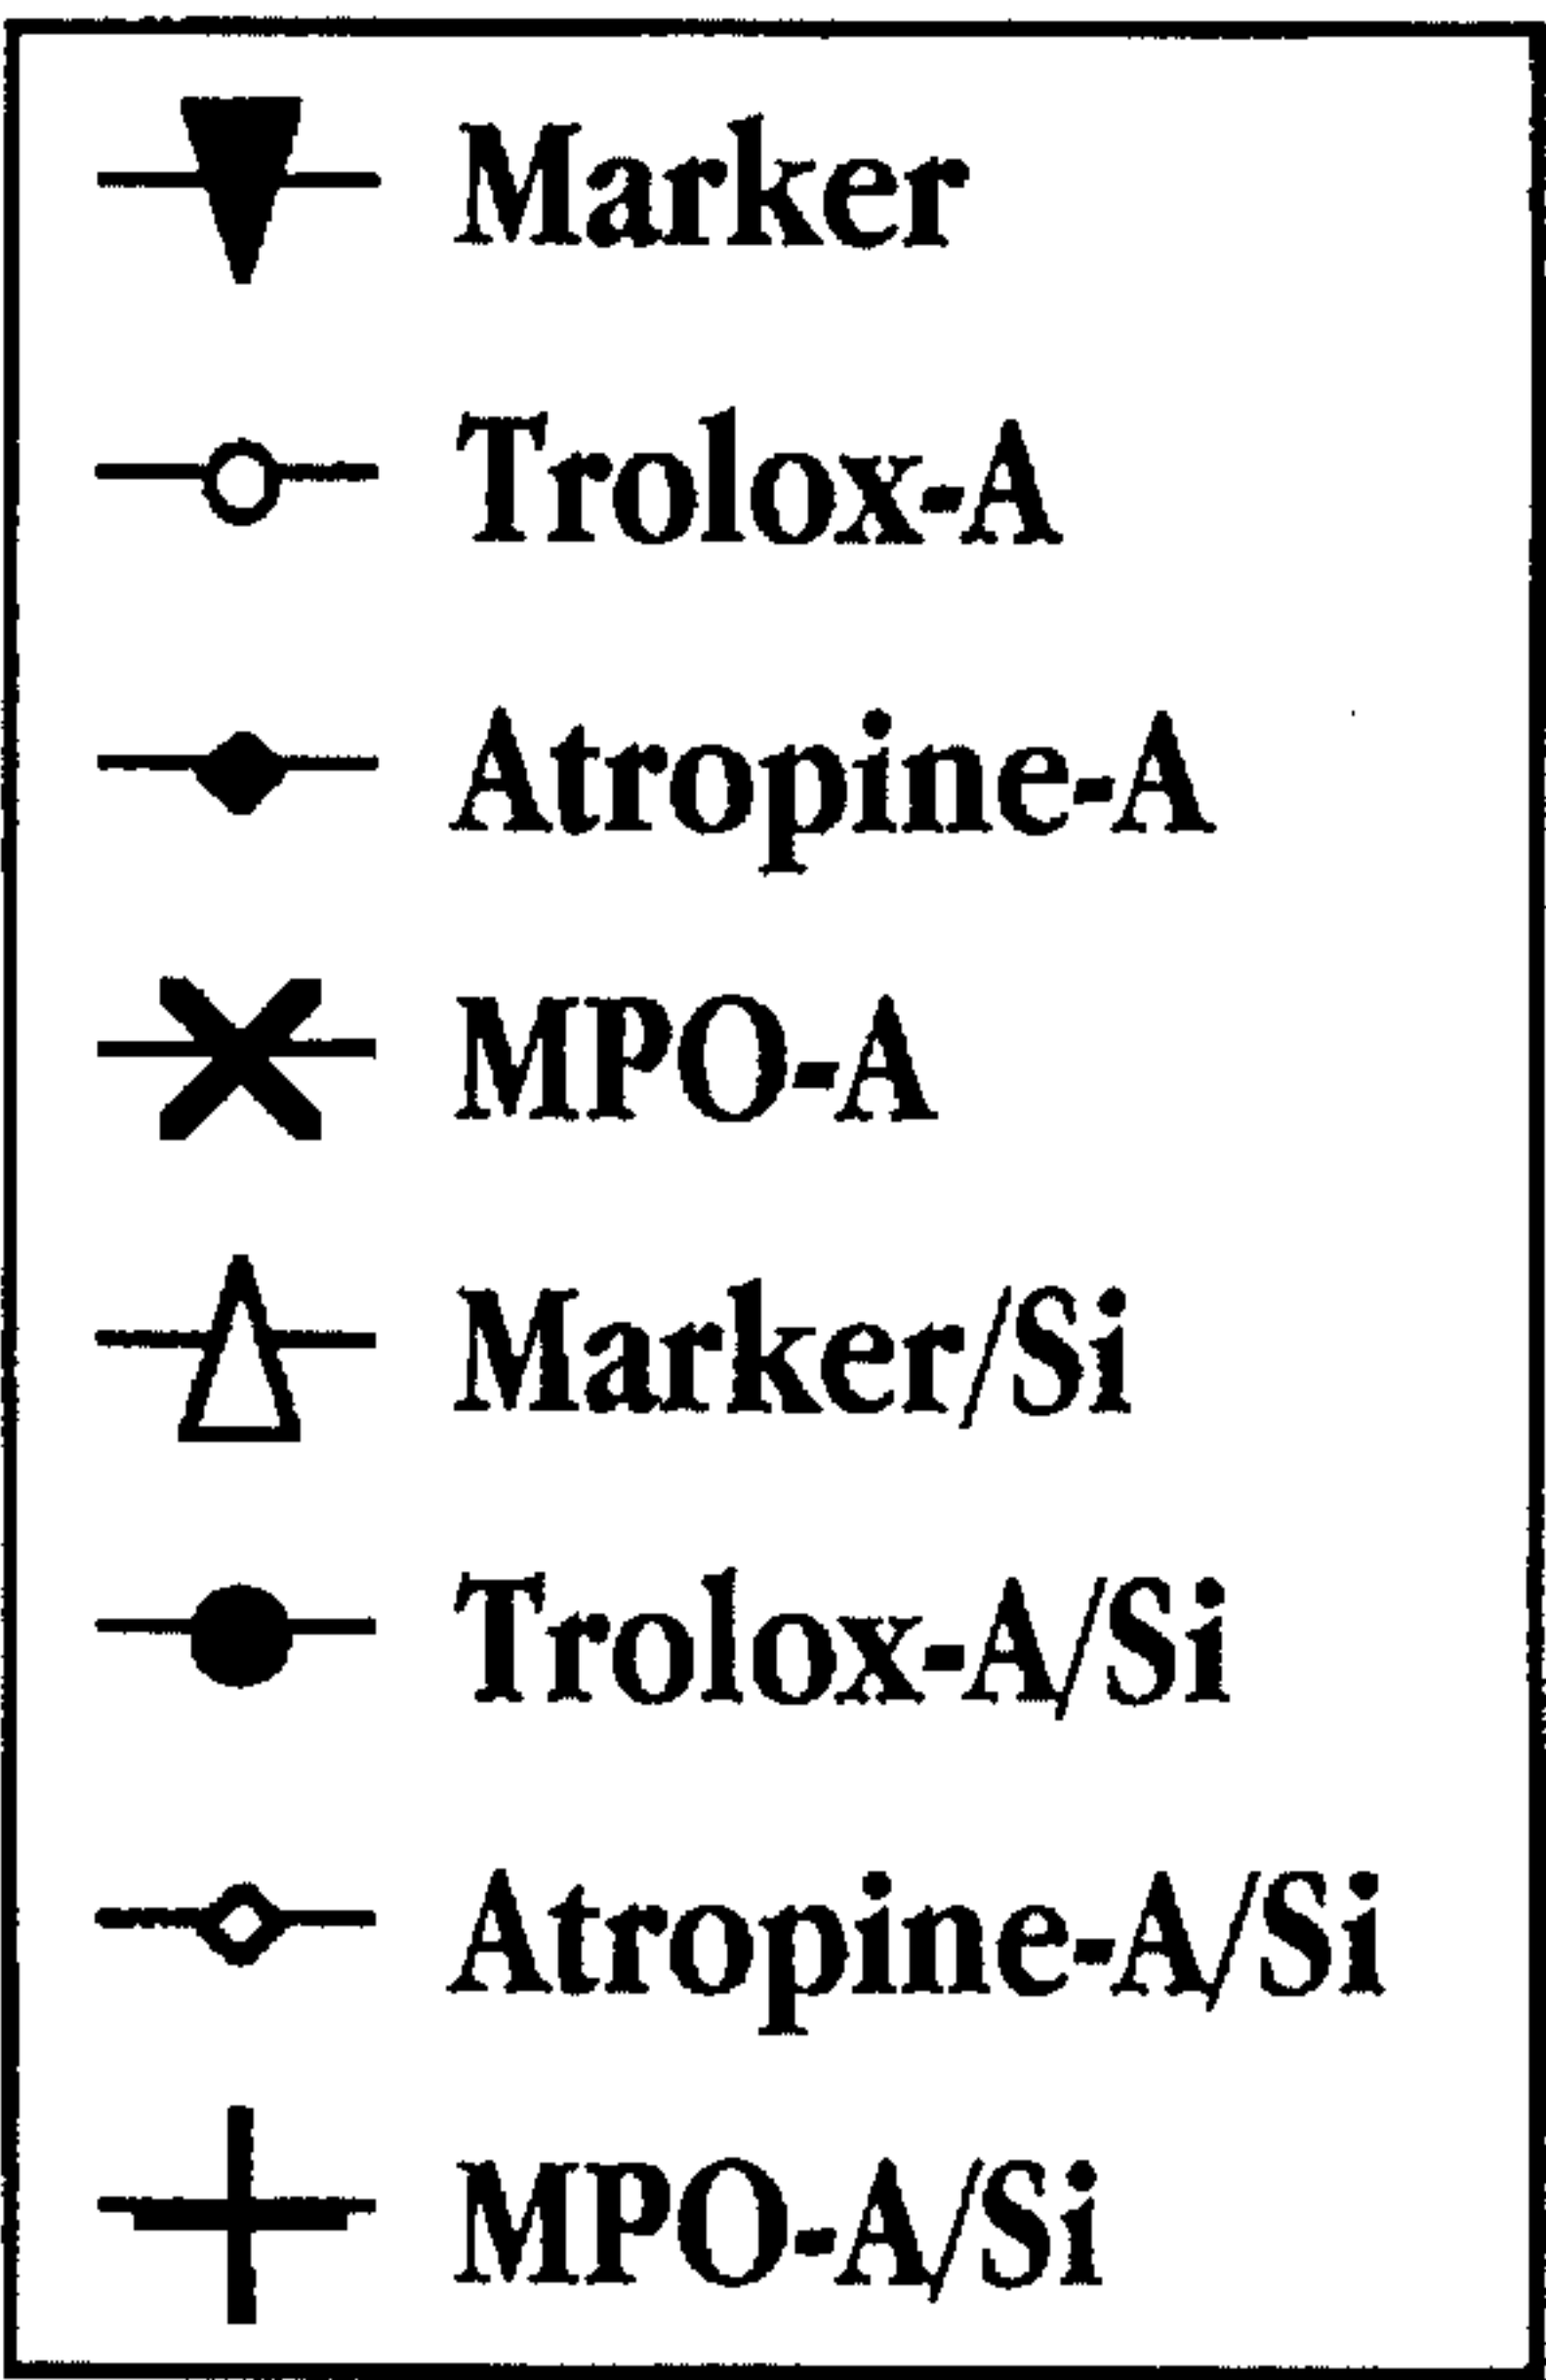 Marker
Trolox-A
Atropine-A
MPO-A
Marker/Si
Trolox-A/Si
Atropine-A/Si
MPO-A/Si